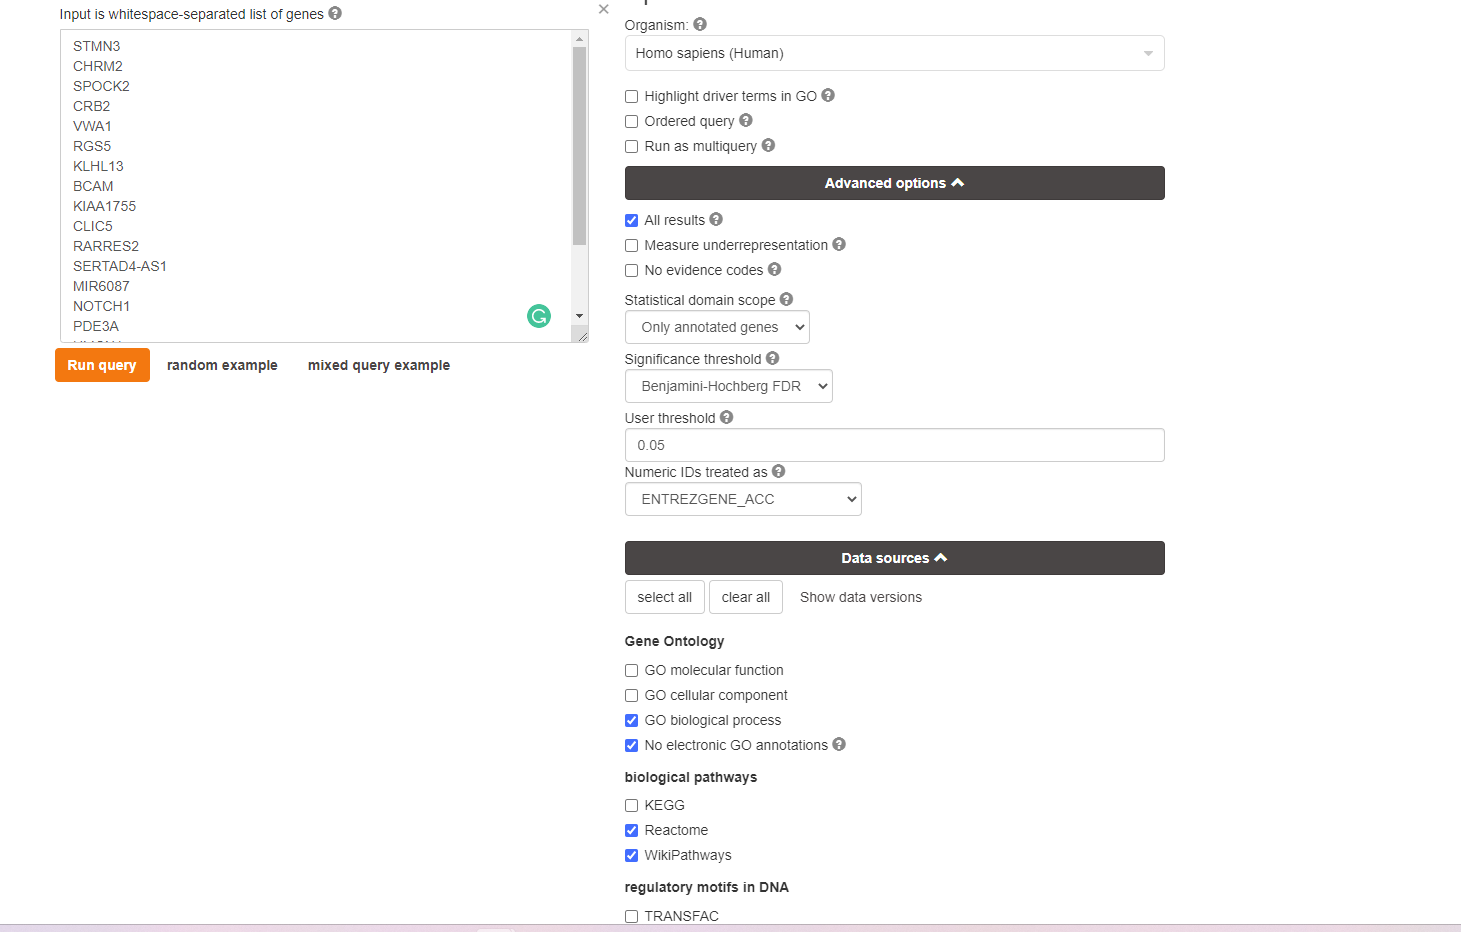 Input is whitespace-separated list of genes
STMN3
CHRM2
SPOCK2
CRB2
VWA1
RGS5
KLHL13
BCAM
KIAA1755
CLIC5
RARRES2
SERTAD4-AS1
MIR6087
NOTCH1
PDE3A
Run query
random example
mixed query example
Organism:
Homo sapiens (Human)
Highlight driver terms in GO
Ordered query
Run as multiquery
Advanced options
All results
Measure underrepresentation
No evidence codes
Statistical domain scope
Only annotated genes
Significance threshold
Benjamini-Hochberg FDR
User threshold
0.05
Numeric IDs treated as
ENTREZGENE_ACC
Data sources
select all
clear all
Show data versions
Gene Ontology
GO molecular function
GO cellular component
GO biological process
No electronic GO annotations
biological pathways
KEGG
Reactome
WikiPathways
regulatory motifs in DNA
TRANSFAC